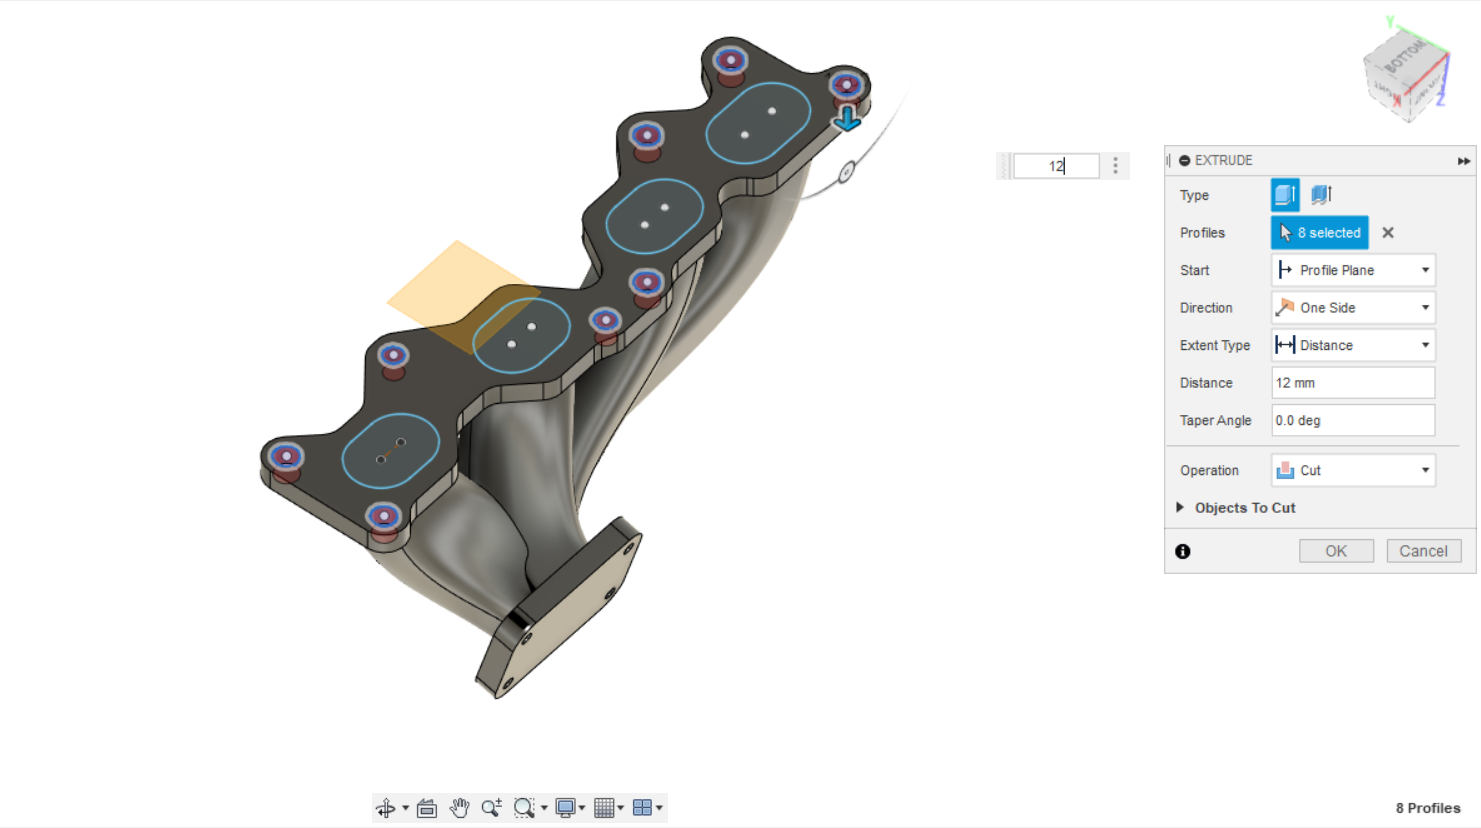 Y
BOTTOM
X
Z
12
EXTRUDE
Type
Profiles
8 selected
Start
Profile Plane
Direction
One Side
Extent Type
Distance
Distance
12 mm
Taper Angle
0.0 deg
Operation
Cut
Objects To Cut
OK
Cancel
8 Profiles